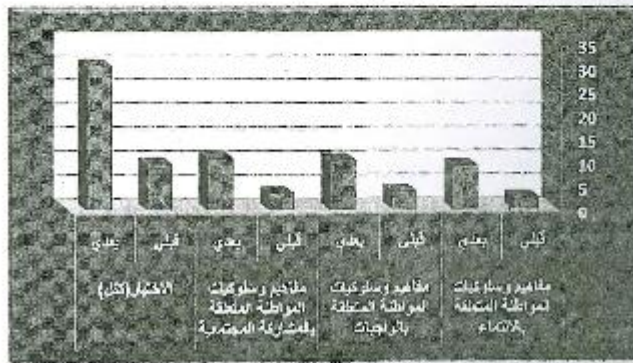 35
30
25
20
15
10
5
0
قبلي بعدي قبلي بعدي قبلي بعدي قبلي بعدي
مفاهيم وسلوكيات
المواطنة المتعلقة
بالانتماء
مفاهيم وسلوكيات
المواطنة المتعلقة
بالواجبات
مفاهيم وسلوكيات
المواطنة المتعلقة
بالمشاركة المجتمعية
الاختبار (ككل)